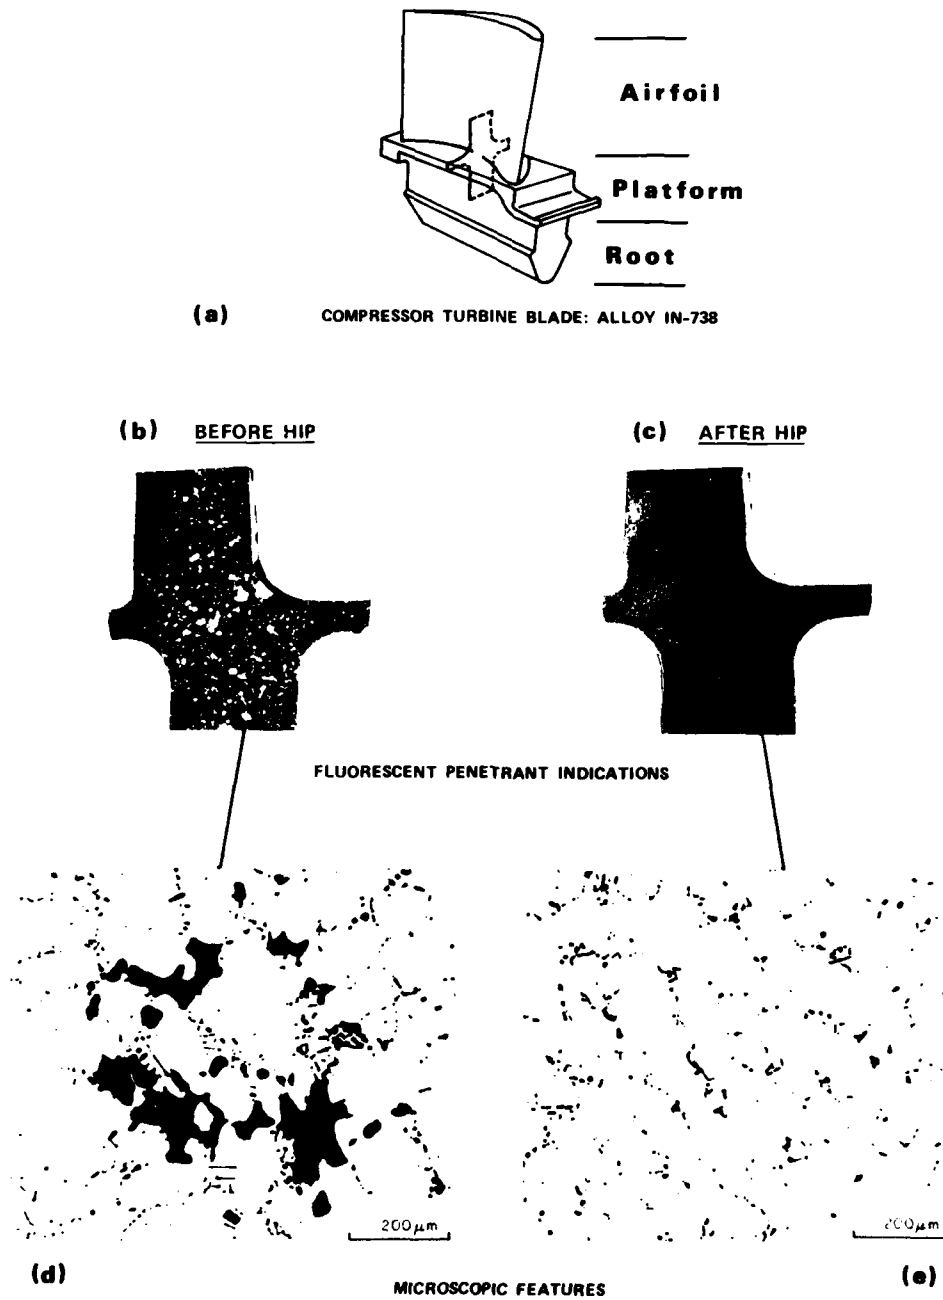 Airfoil
Platform
Root
(a) COMPRESSOR TURBINE BLADE: ALLOY IN-738
(b) BEFORE HIP
(c) AFTER HIP
FLUORESCENT PENETRANT INDICATIONS
200μm
200μm
(d)
(e)
MICROSCOPIC FEATURES